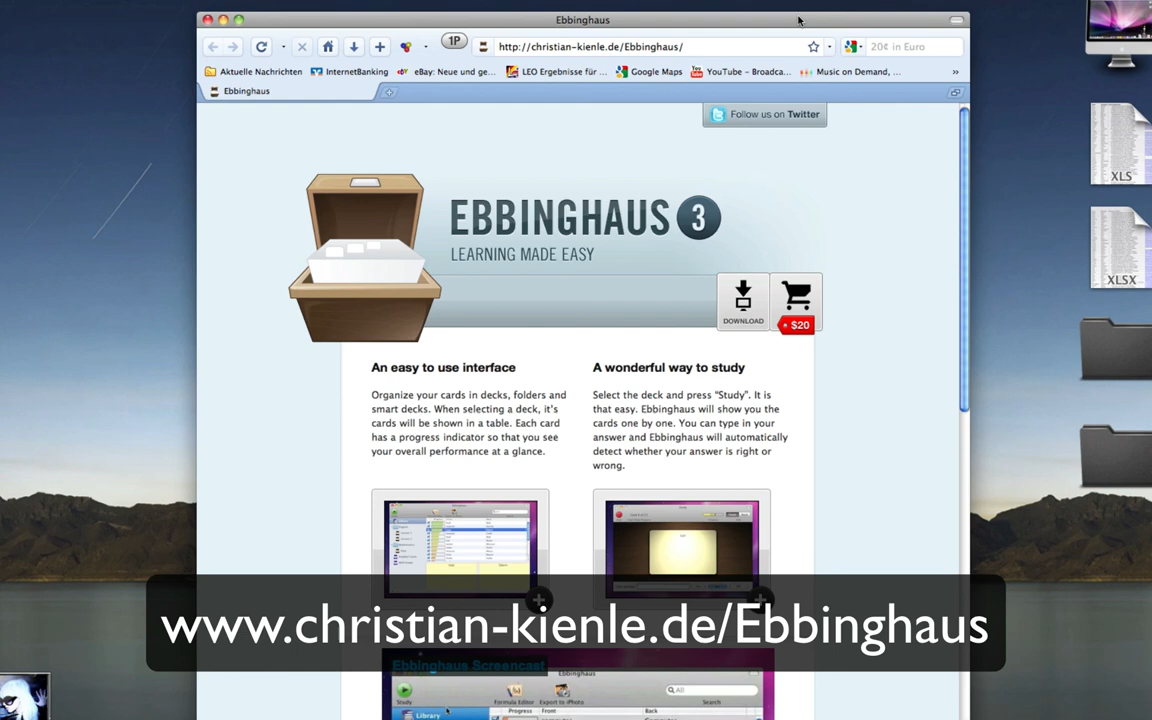 Ebbinghaus
1P
http://christian-kienle.de/Ebbinghaus/
20¢ in Euro
Aktuelle Nachrichten
InternetBanking
eBay: Neue und ge...
LEO Ergebnisse für ...
Google Maps
YouTube - Broadca...
Music on Demand, ...
»
Ebbinghaus
Follow us on Twitter
XLS
EBBINGHAUS 3
LEARNING MADE EASY
XLSX
DOWNLOAD
$20
An easy to use interface
Organize your cards in decks, folders and
smart decks. When selecting a deck, it's
cards will be shown in a table. Each card
has a progress indicator so that you see
your overall performance at a glance.
A wonderful way to study
Select the deck and press "Study". It is
that easy. Ebbinghaus will show you the
cards one by one. You can type in your
answer and Ebbinghaus will automatically
detect whether your answer is right or
wrong.
www.christian-kienle.de/Ebbinghaus
Ebbinghaus Screencast
Ebbinghaus
All
Study
Formula Editor
Export to iPhoto
Search
Library
Progress
Front
Back